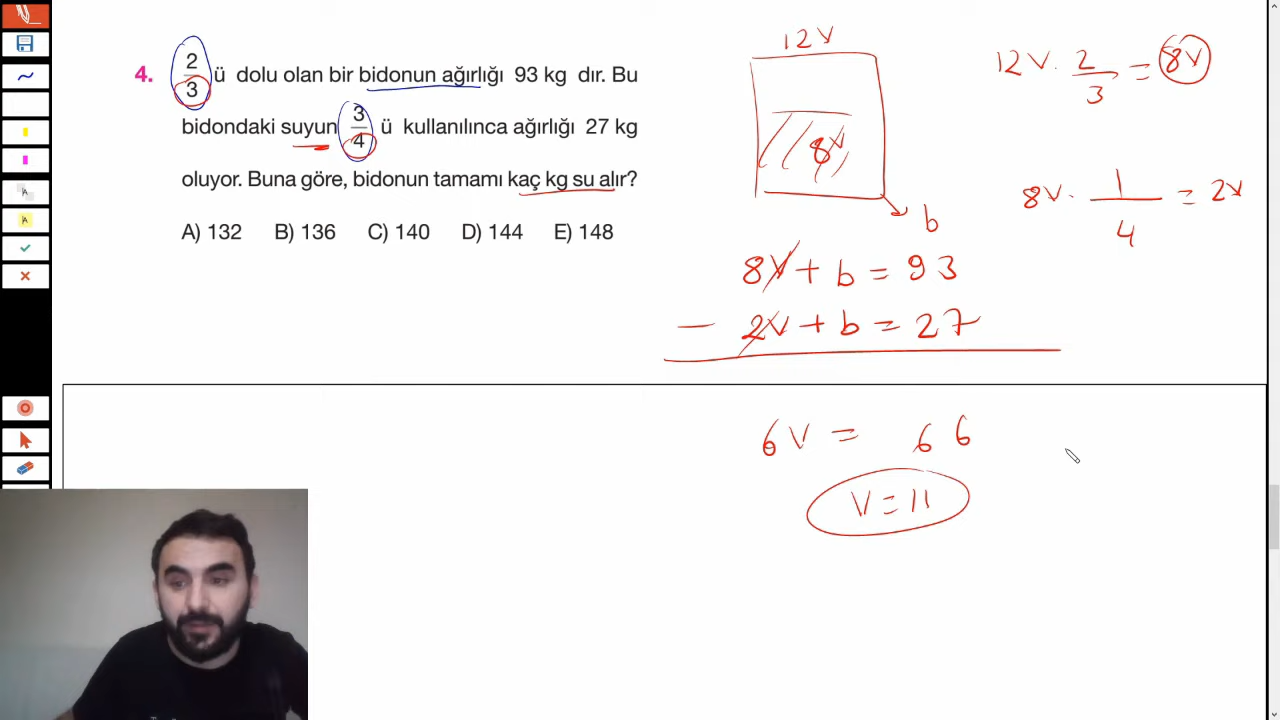 4. 2/3 ü dolu olan bir bidonun ağırlığı 93 kg dır. Bu
bidondaki suyun 3/4 ü kullanılınca ağırlığı 27 kg
oluyor. Buna göre, bidonun tamamı kaç kg su alır?
A) 132 B) 136 C) 140 D) 144 E) 148
12V
8V
b
12V · 2/3 = 8V
8V · 1/4 = 2V
8V + b = 93
- 2V + b = 27
6V = 66
V = 11